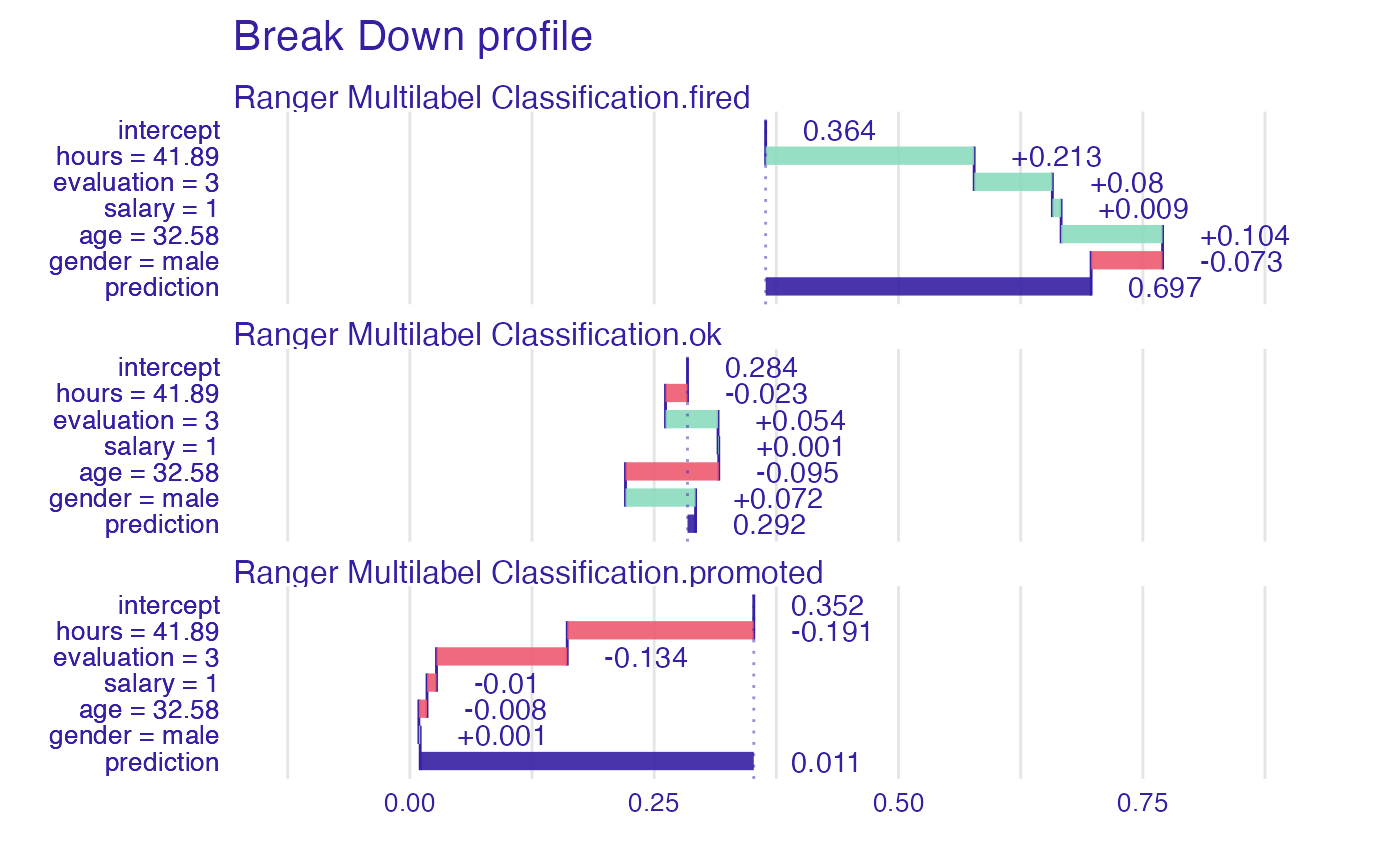 Break Down profile
Ranger Multilabel Classification.fired
intercept 0.364
hours = 41.89 +0.213
evaluation = 3 +0.08
salary = 1 +0.009
age = 32.58 +0.104
gender = male -0.073
prediction 0.697
Ranger Multilabel Classification.ok
intercept 0.284
hours = 41.89 -0.023
evaluation = 3 +0.054
salary = 1 +0.001
age = 32.58 -0.095
gender = male +0.072
prediction 0.292
Ranger Multilabel Classification.promoted
intercept 0.352
hours = 41.89 -0.191
evaluation = 3 -0.134
salary = 1 -0.01
age = 32.58 -0.008
gender = male +0.001
prediction 0.011
0.00 0.25 0.50 0.75